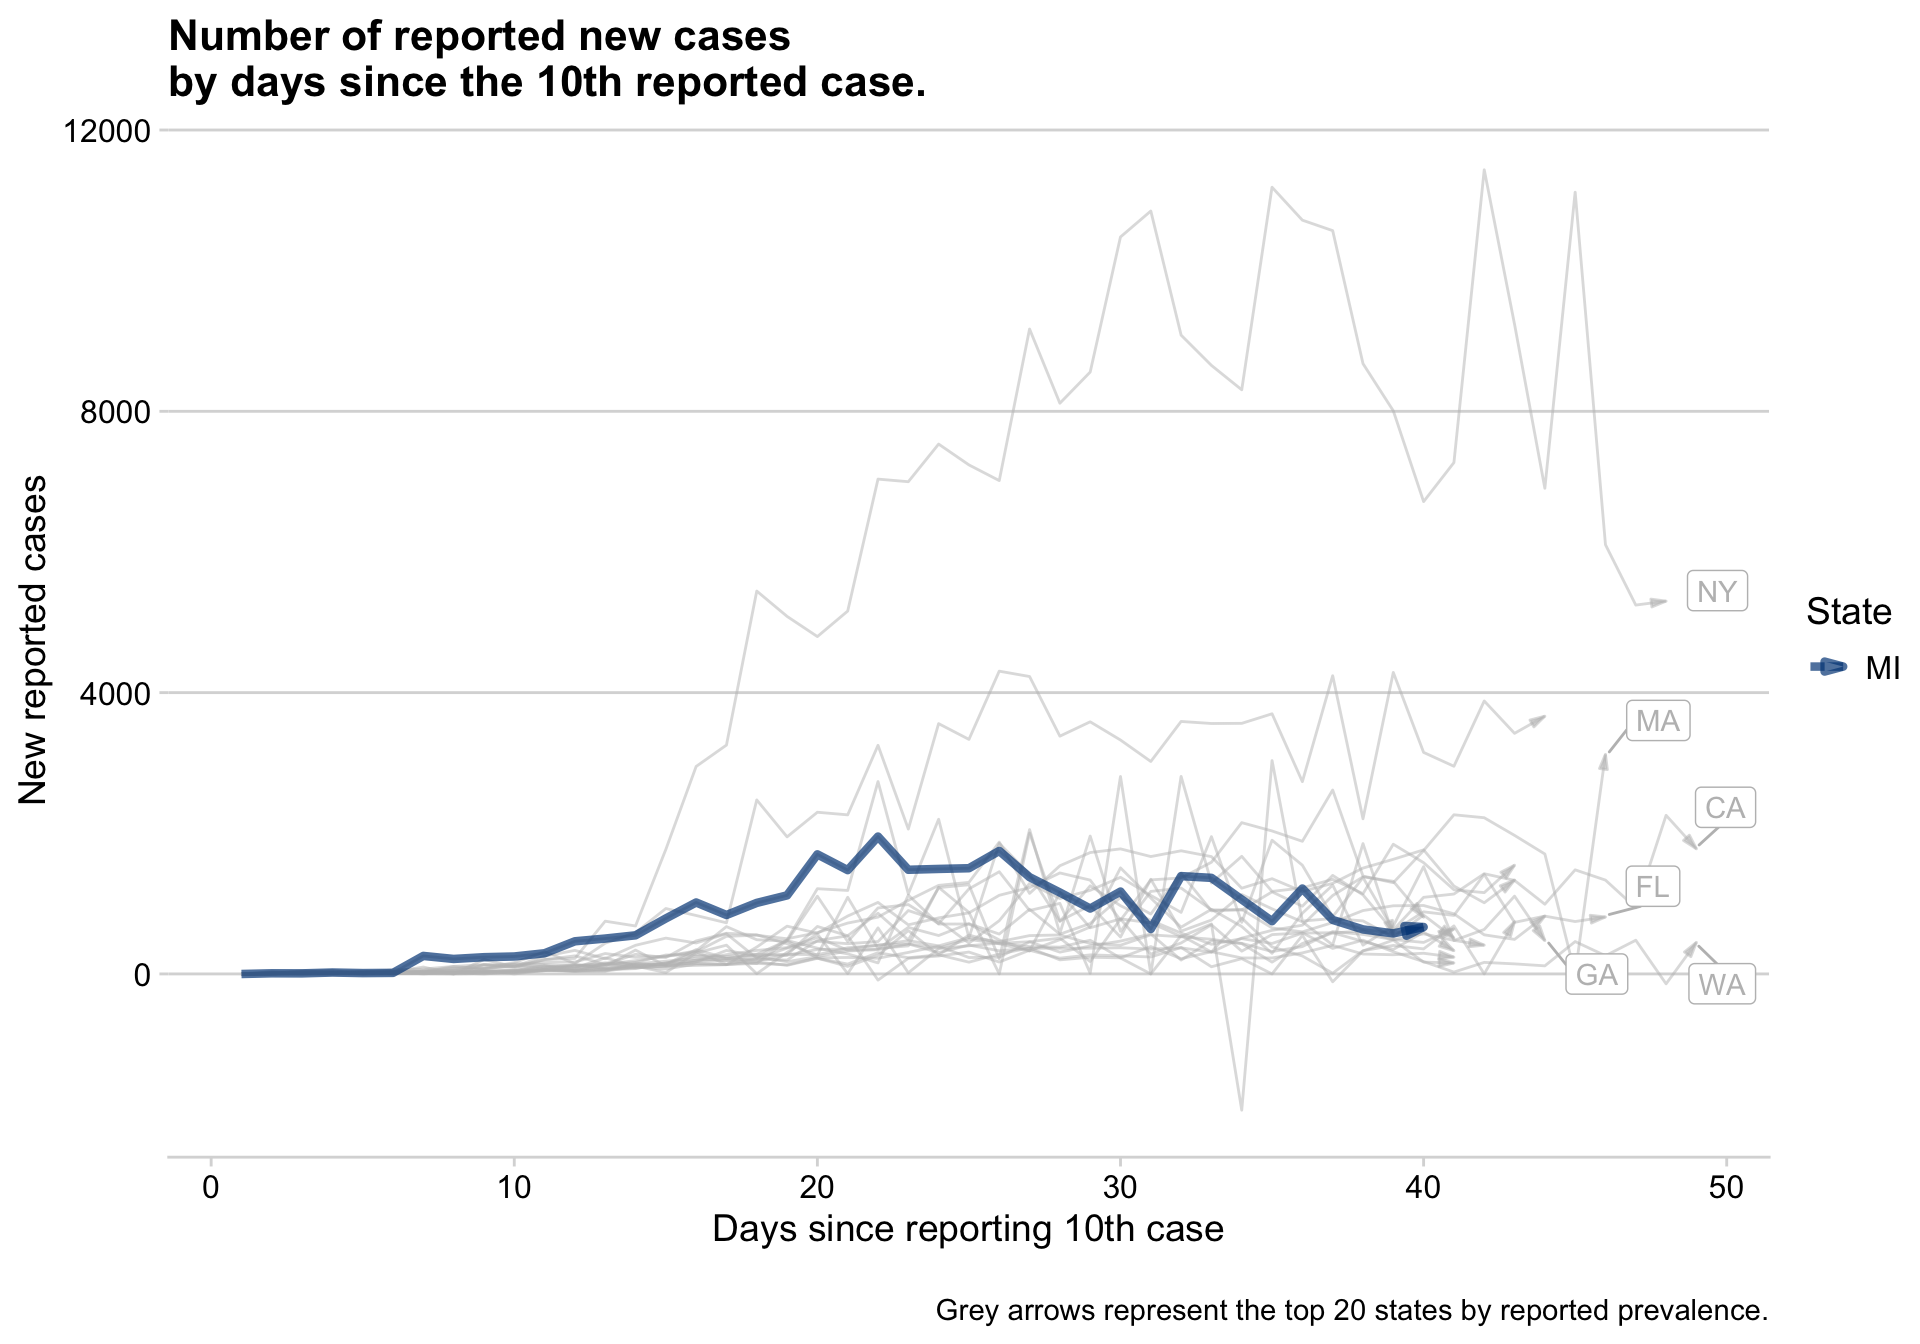 Number of reported new cases
by days since the 10th reported case.
12000
8000
4000
0
New reported cases
NY
MA
CA
FL
GA
WA
State
MI
0
10
20
30
40
50
Days since reporting 10th case
Grey arrows represent the top 20 states by reported prevalence.